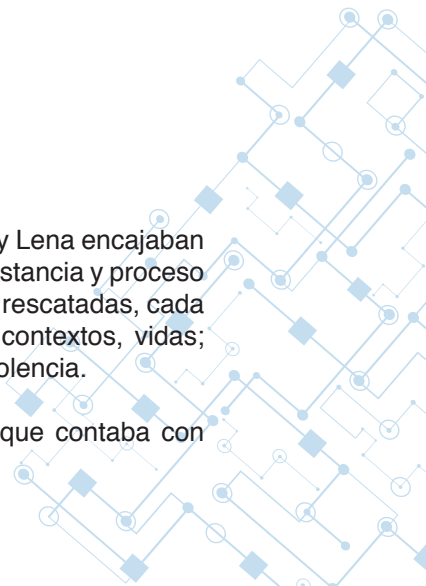 y Lena encajaban
stancia y proceso
rescatadas, cada
contextos, vidas;
olencia.
que contaba con